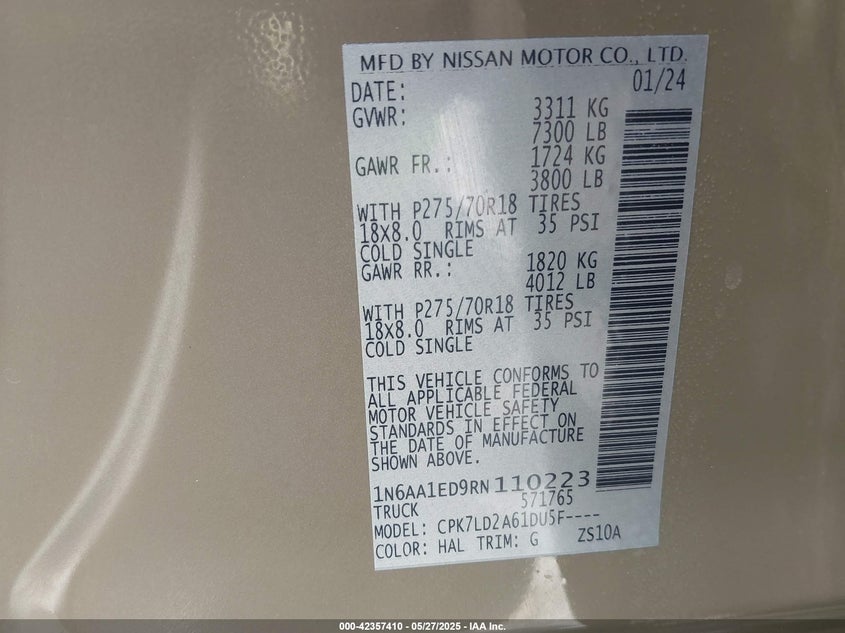 MFD BY NISSAN MOTOR CO., LTD.
DATE: 01/24
GVWR: 3311 KG
7300 LB
GAWR FR.: 1724 KG
3800 LB
WITH P275/70R18 TIRES
18X8.0 RIMS AT 35 PSI
COLD SINGLE
GAWR RR.: 1820 KG
4012 LB
WITH P275/70R18 TIRES
18X8.0 RIMS AT 35 PSI
COLD SINGLE
THIS VEHICLE CONFORMS TO
ALL APPLICABLE FEDERAL
MOTOR VEHICLE SAFETY
STANDARDS IN EFFECT ON
THE DATE OF MANUFACTURE
SHOWN ABOVE.
1N6AA1ED9RN110223
TRUCK 571765
MODEL: CPK7LD2A61DU5F----
COLOR: HAL TRIM: G ZS10A
000-42357410 - 05/27/2025 - IAA Inc.